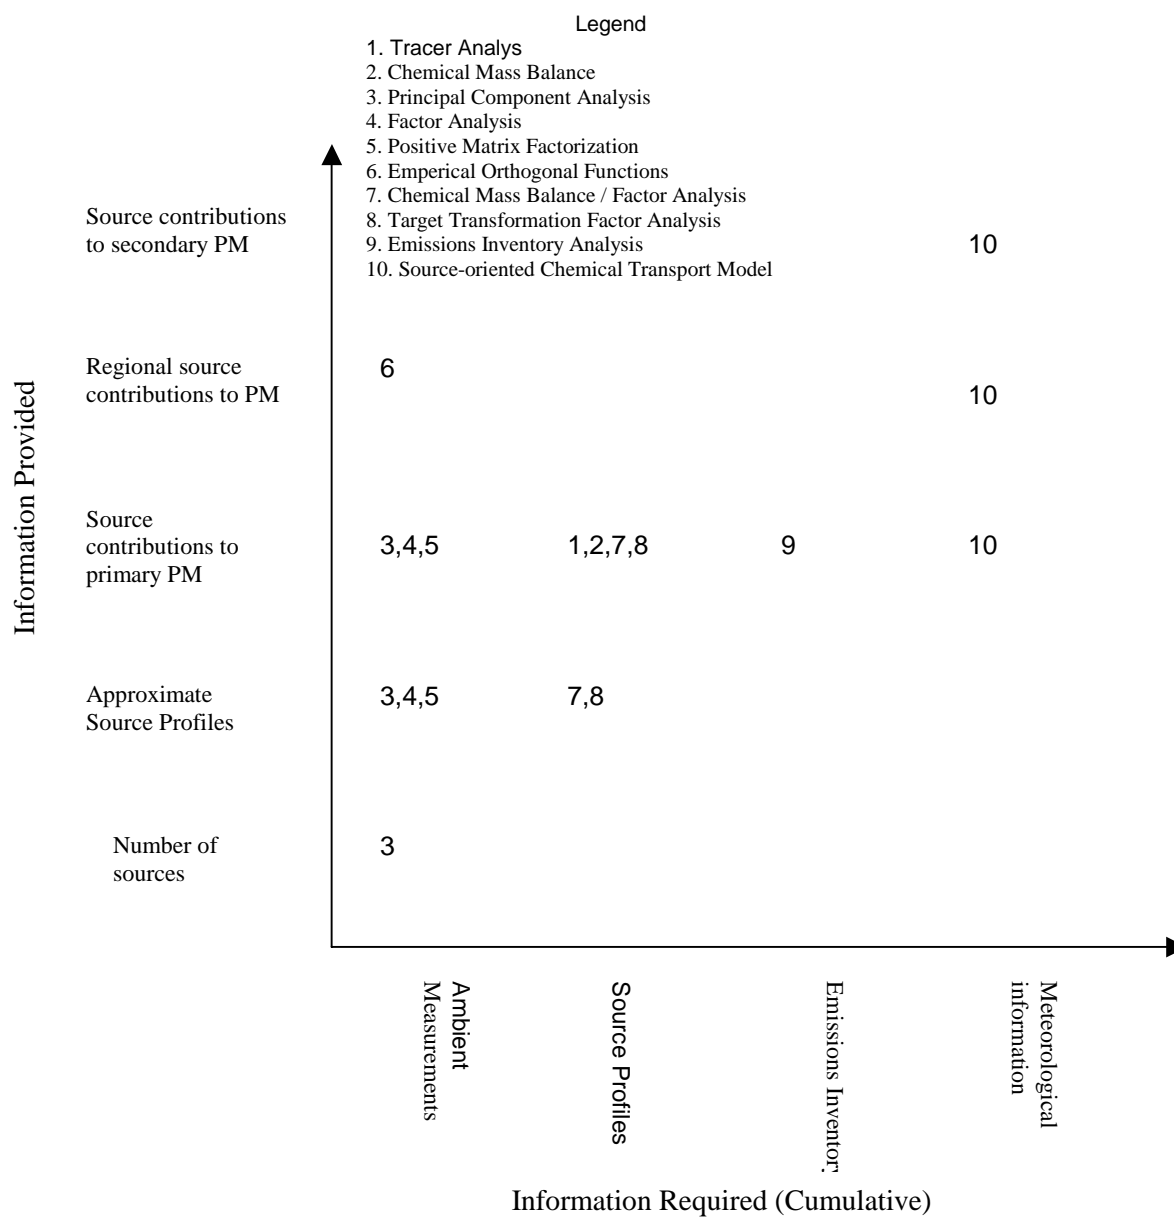 Legend
1. Tracer Analys
2. Chemical Mass Balance
3. Principal Component Analysis
4. Factor Analysis
5. Positive Matrix Factorization
6. Emperical Orthogonal Functions
7. Chemical Mass Balance / Factor Analysis
8. Target Transformation Factor Analysis
9. Emissions Inventory Analysis
10. Source-oriented Chemical Transport Model
Information Provided
Source contributions
to secondary PM
10
Regional source
contributions to PM
6
10
Source
contributions to
primary PM
3,4,5
1,2,7,8
9
10
Approximate
Source Profiles
3,4,5
7,8
Number of
sources
3
Ambient
Measurements
Source Profiles
Emissions Inventory
Meteorological
information
Information Required (Cumulative)